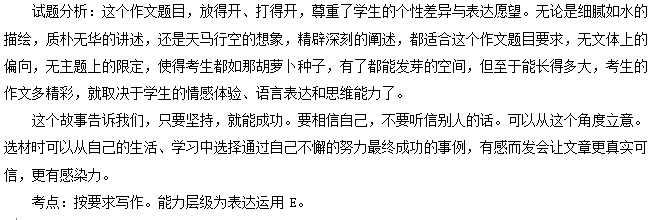 试题分析：这个作文题目，放得开、打得开，尊重了学生的个性差异与表达愿望。无论是细腻如水的
描绘，质朴无华的讲述，还是天马行空的想象，精辟深刻的阐述，都适合这个作文题目要求，无文体上的
偏向，无主题上的限定，使得考生都如那胡萝卜种子，有了都能发芽的空间，但至于能长得多大，考生的
作文多精彩，就取决于学生的情感体验、语言表达和思维能力了。
这个故事告诉我们，只要坚持，就能成功。要相信自己，不要听信别人的话。可以从这个角度立意。
选材时可以从自己的生活、学习中选择通过自己不懈的努力最终成功的事例，有感而发会让文章更真实可
信，更有感染力。
考点：按要求写作。能力层级为表达运用 E。